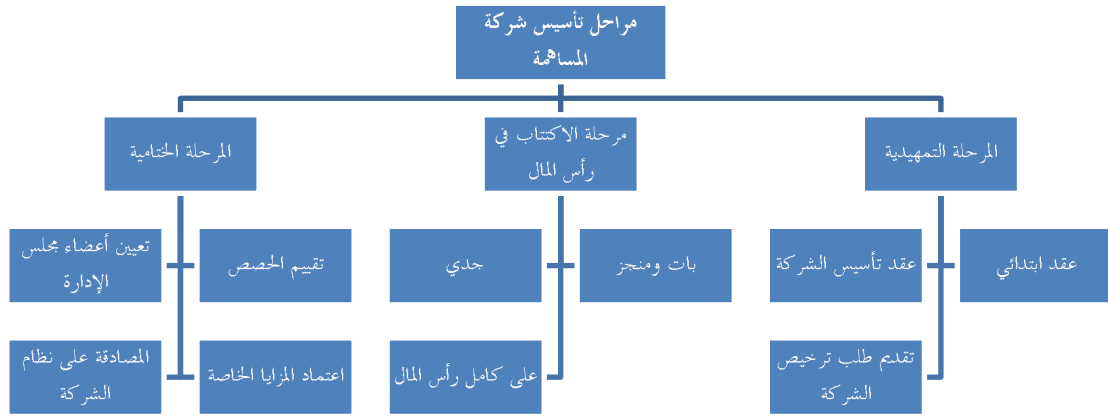 مراحل تأسيس شركة
المساهمة
المرحلة التمهيدية
مرحلة الاكتتاب في
رأس المال
المرحلة الختامية
عقد ابتدائي
عقد تأسيس الشركة
تقديم طلب ترخيص
الشركة
بات ومنجز
جدي
على كامل رأس المال
تقييم الحصص
تعيين أعضاء مجلس
الإدارة
اعتماد المزايا الخاصة
المصادقة على نظام
الشركة